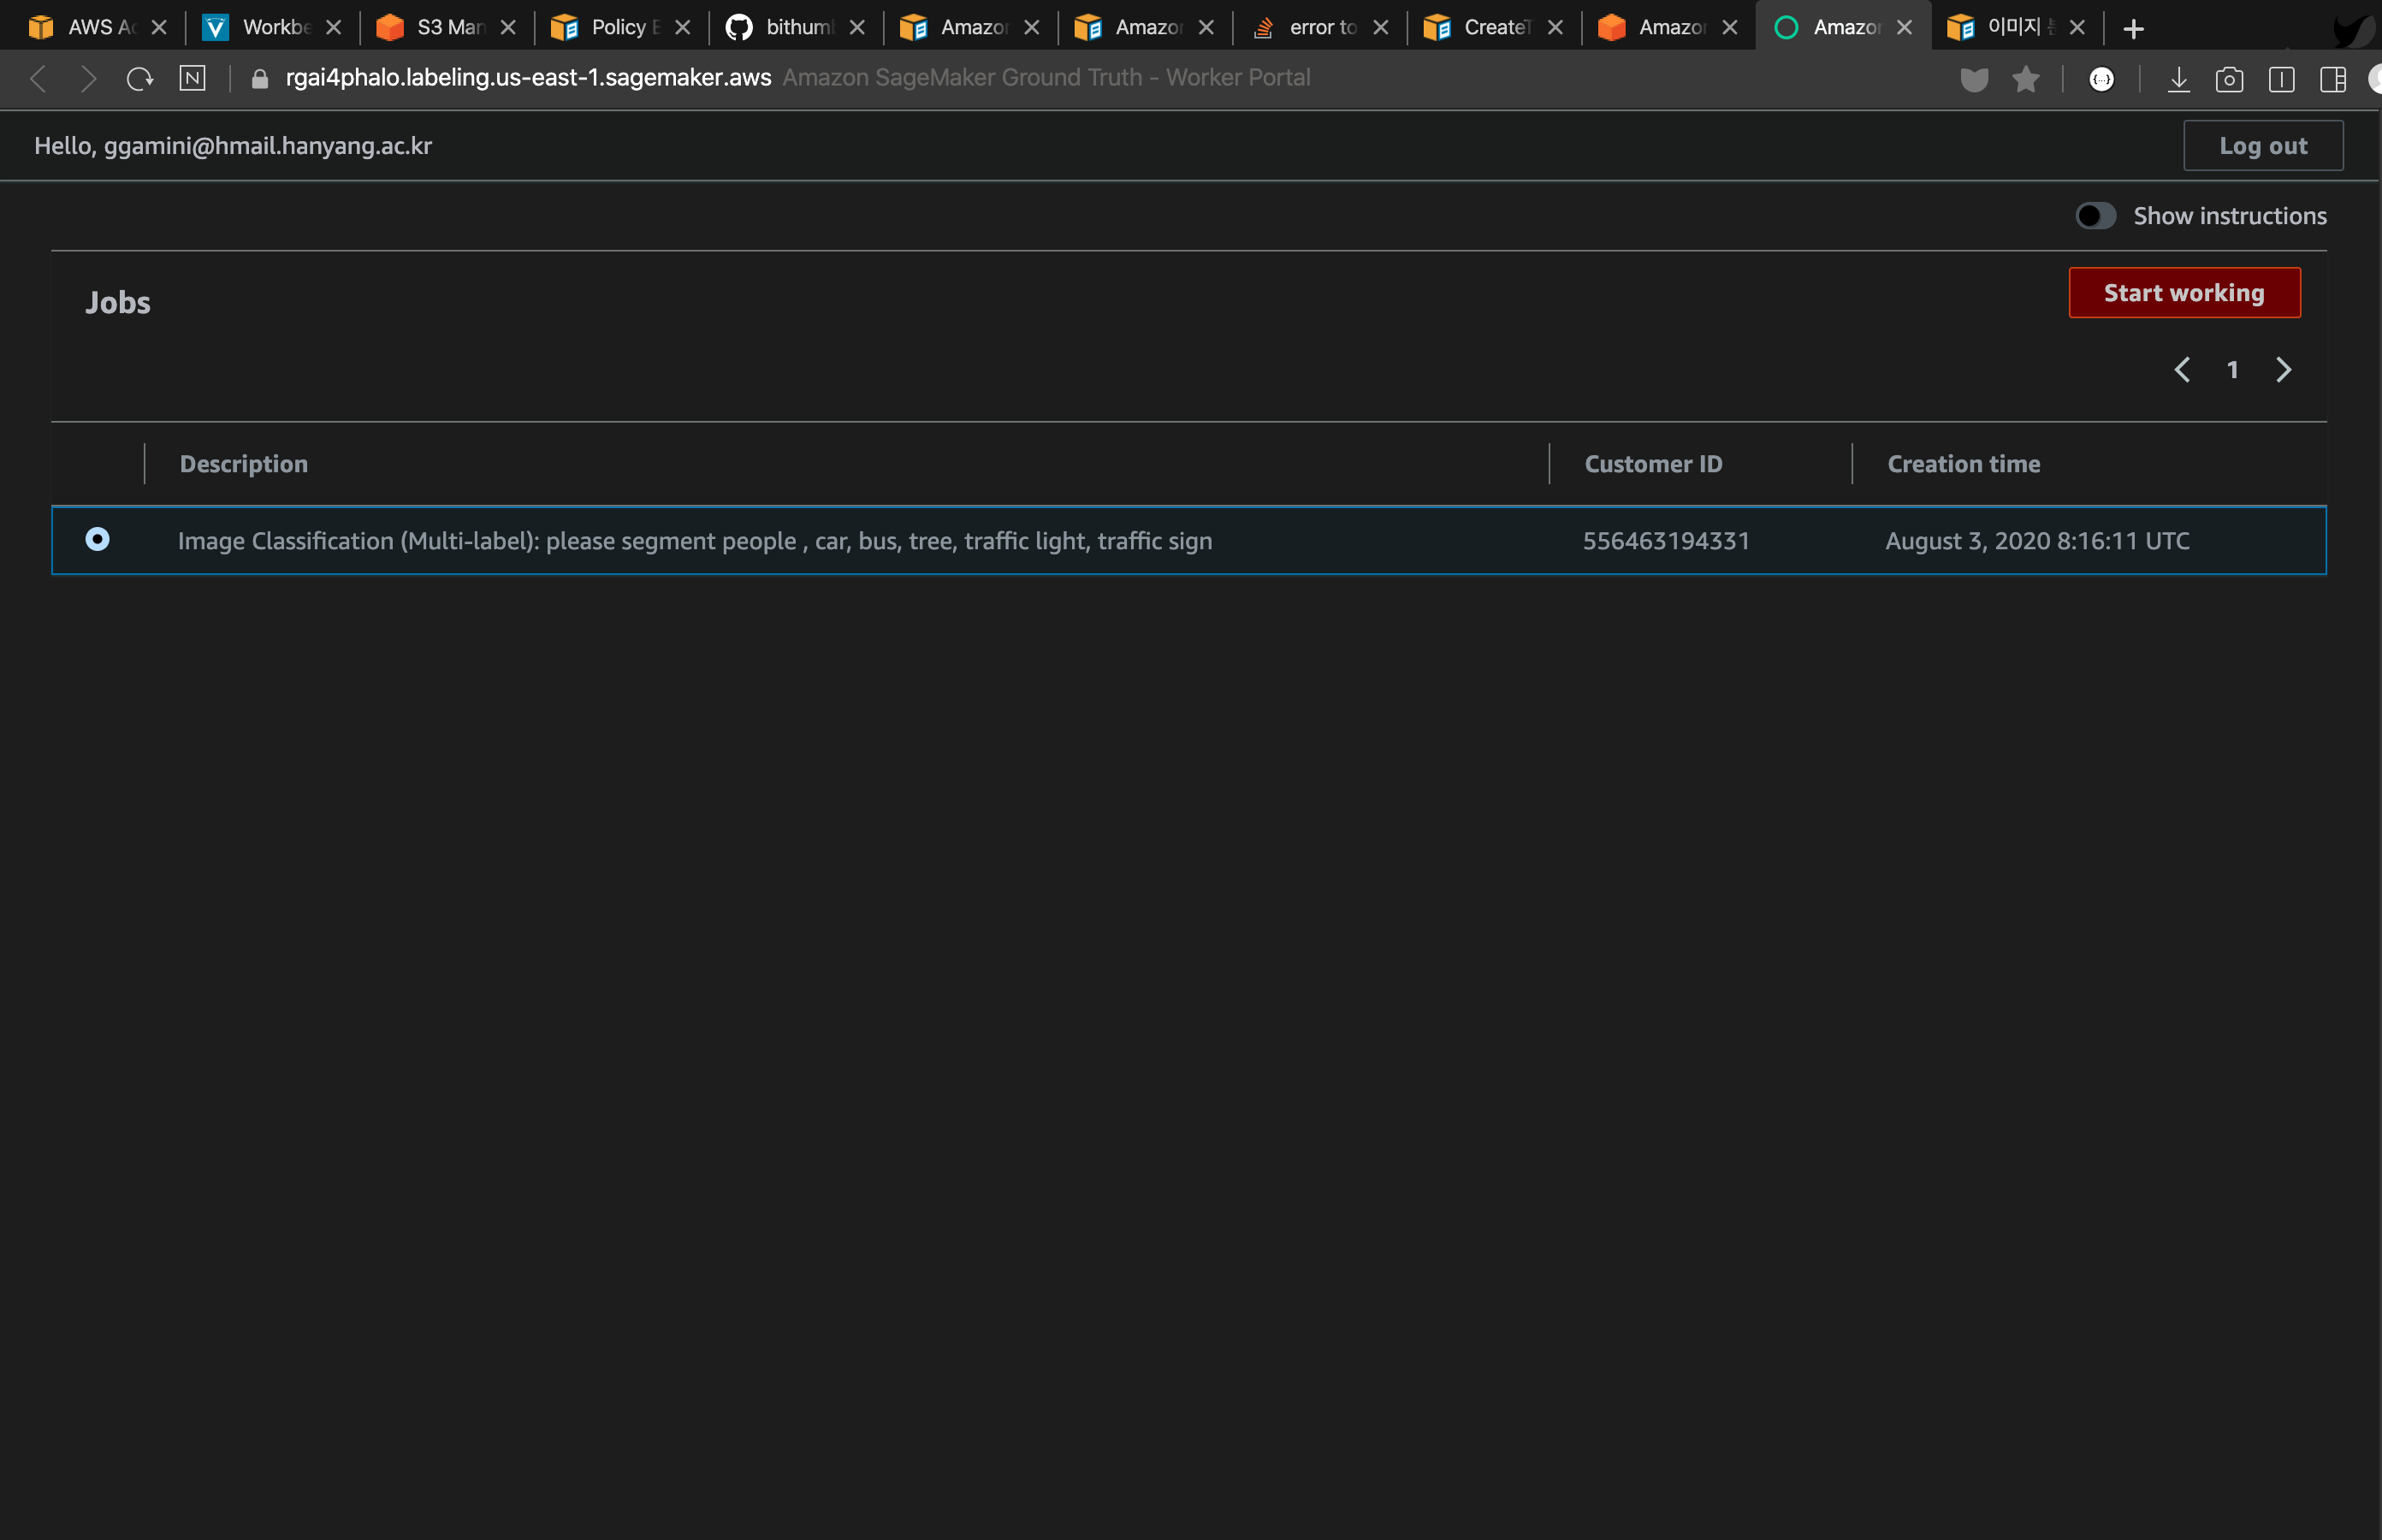 AWS Ac Workbe S3 Man Policy E bithum Amazon Amazon error to CreateT Amazon Amazon 이미지
rgai4phalo.labeling.us-east-1.sagemaker.aws Amazon SageMaker Ground Truth - Worker Portal
Hello, ggamini@hmail.hanyang.ac.kr Log out
Show instructions
Jobs Start working
1
Description Customer ID Creation time
Image Classification (Multi-label): please segment people , car, bus, tree, traffic light, traffic sign 556463194331 August 3, 2020 8:16:11 UTC